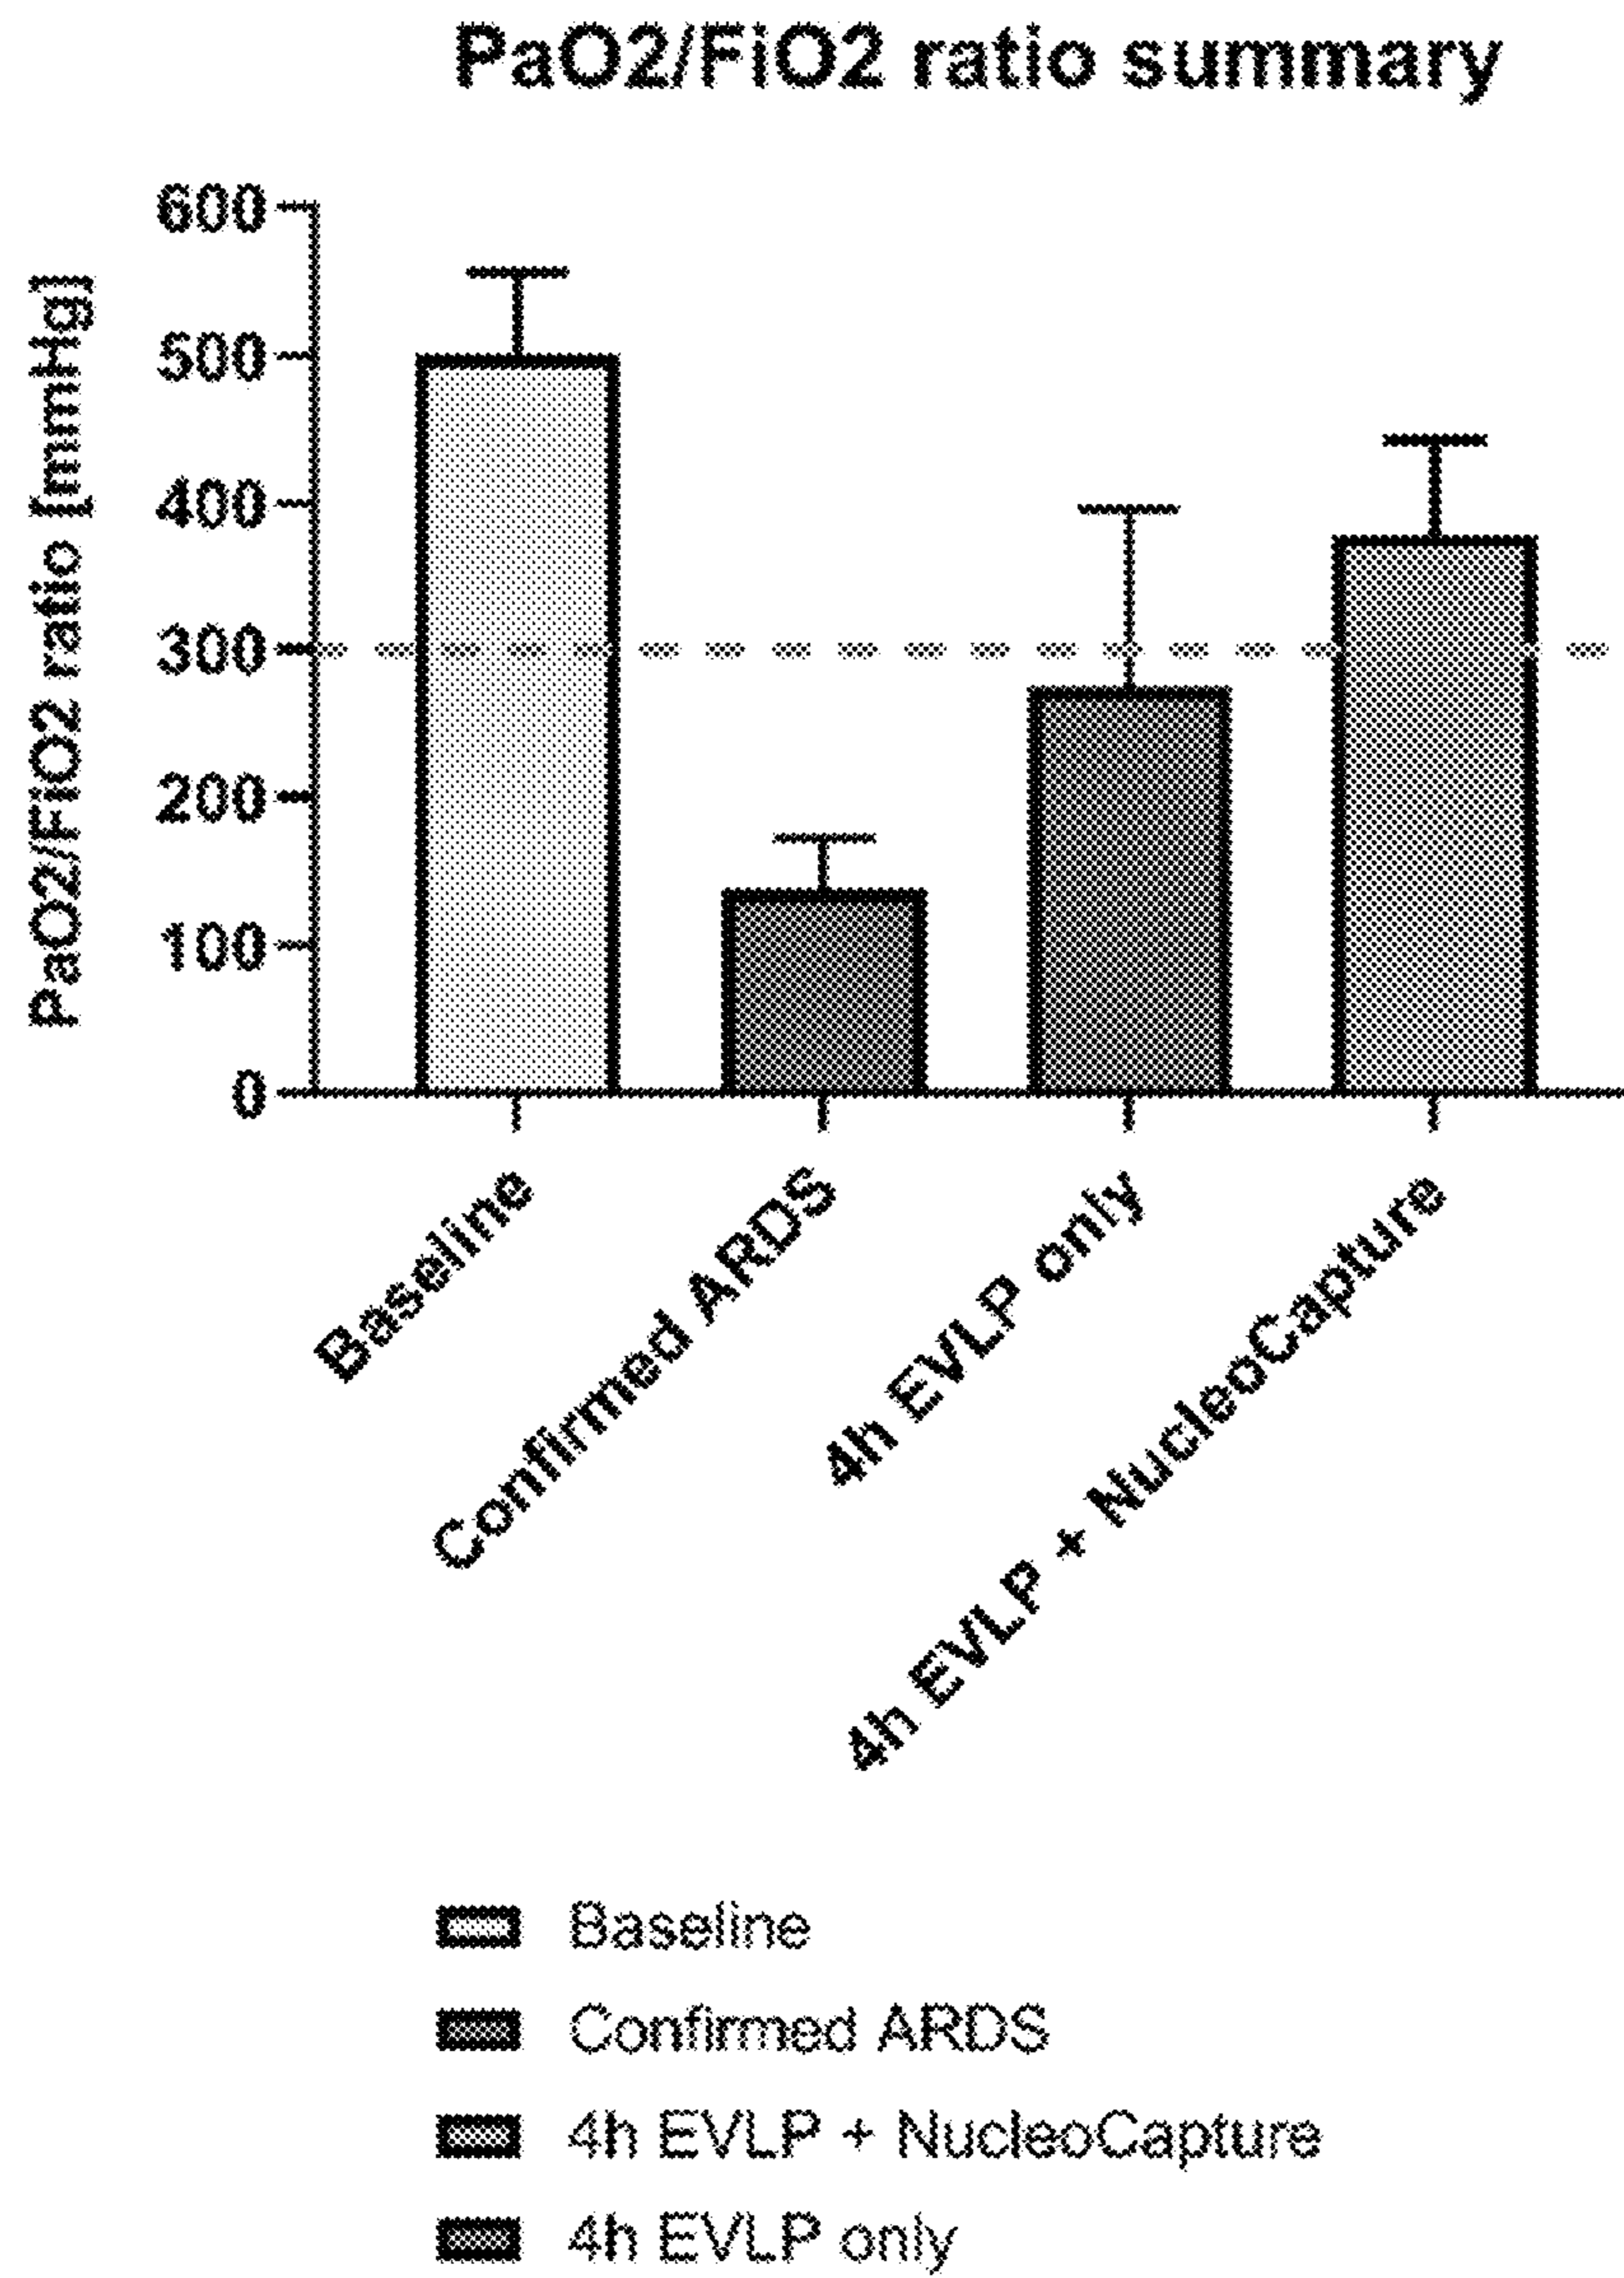 PaO2/FiO2 ratio summary
PaO2/FiO2 ratio [mmHg]
600
500
400
300
200
100
0
Baseline
Confirmed ARDS
4h EVLP only
4h EVLP + NucleoCapture
Baseline
Confirmed ARDS
4h EVLP + NucleoCapture
4h EVLP only